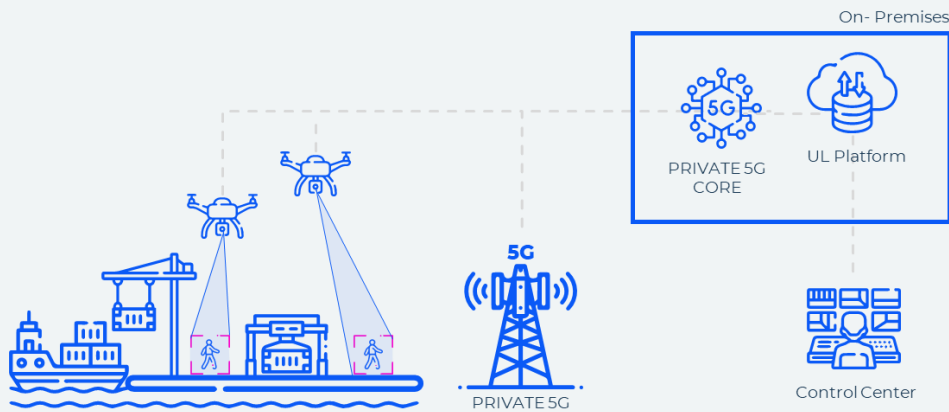 On- Premises
5G
PRIVATE 5G
CORE
UL Platform
5G
PRIVATE 5G
Control Center